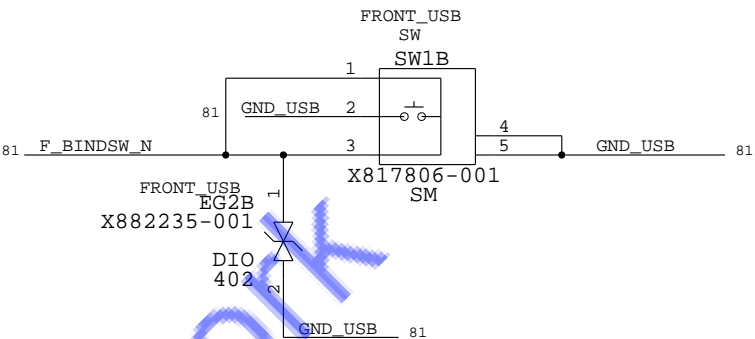 FRONT_USB
SW
SW1B
1
81 GND_USB 2
4
81 F_BINDSW_N 3 5 GND_USB 81
X817806-001
SM
FRONT_USB 1
EG2B
X882235-001
DIO
402 2
GND_USB 81
ork